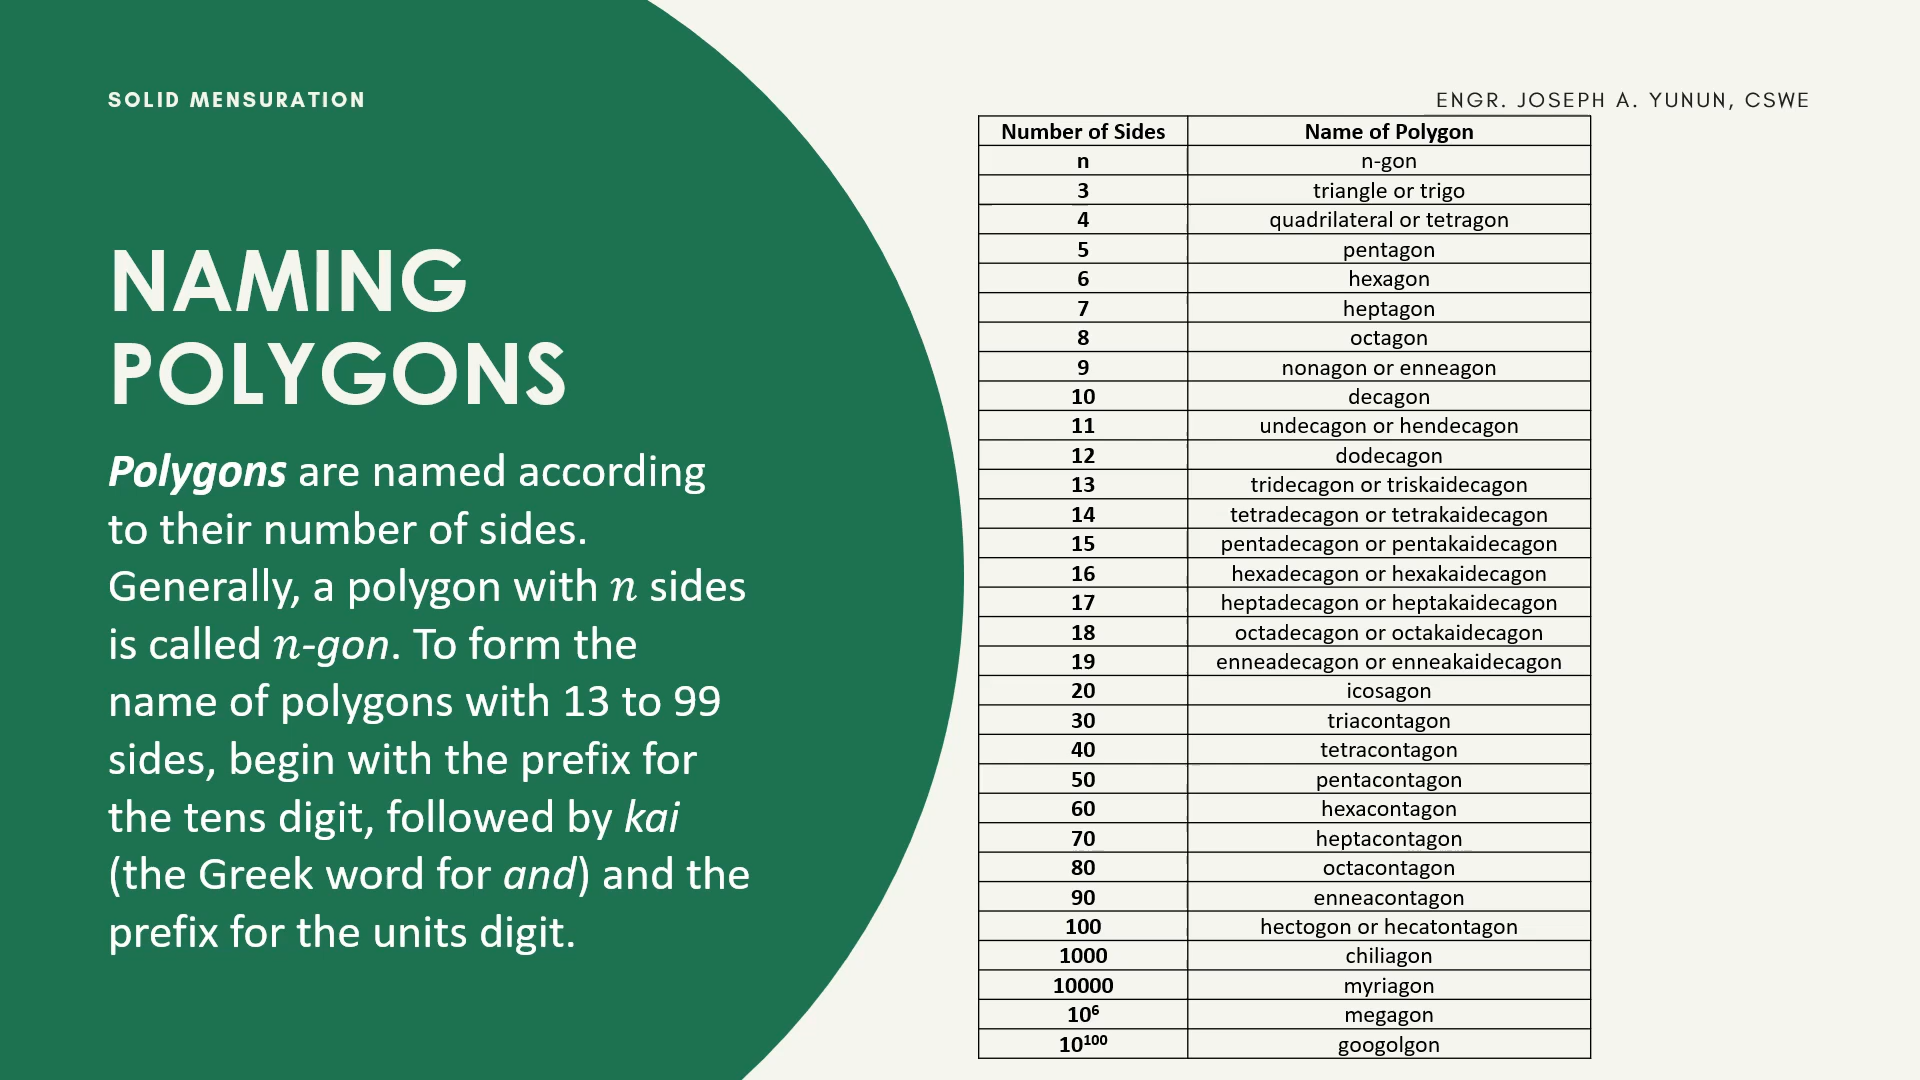 SOLID MENSURATION
ENGR. JOSEPH A. YUNUN, CSWE
NAMING
POLYGONS
Polygons are named according
to their number of sides.
Generally, a polygon with n sides
is called n-gon. To form the
name of polygons with 13 to 99
sides, begin with the prefix for
the tens digit, followed by kai
(the Greek word for and) and the
prefix for the units digit.
Number of Sides Name of Polygon
n n-gon
3 triangle or trigo
4 quadrilateral or tetragon
5 pentagon
6 hexagon
7 heptagon
8 octagon
9 nonagon or enneagon
10 decagon
11 undecagon or hendecagon
12 dodecagon
13 tridecagon or triskaidecagon
14 tetradecagon or tetrakaidecagon
15 pentadecagon or pentakaidecagon
16 hexadecagon or hexakaidecagon
17 heptadecagon or heptakaidecagon
18 octadecagon or octakaidecagon
19 enneadecagon or enneakaidecagon
20 icosagon
30 triacontagon
40 tetracontagon
50 pentacontagon
60 hexacontagon
70 heptacontagon
80 octacontagon
90 enneacontagon
100 hectogon or hecatontagon
1000 chiliagon
10000 myriagon
10⁶ megagon
10¹⁰⁰ googolgon